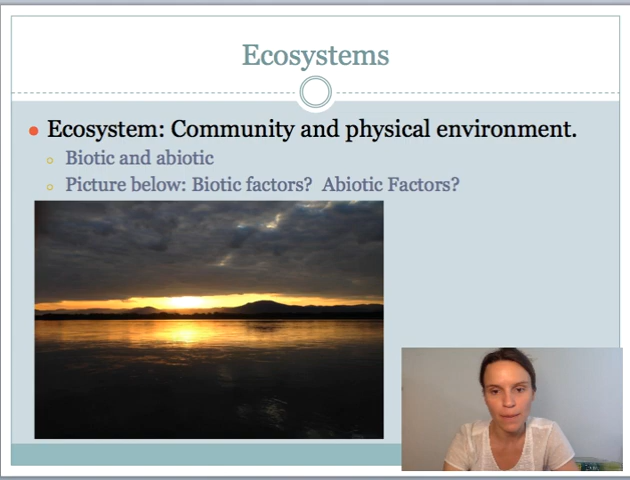 Ecosystems
Ecosystem: Community and physical environment.
Biotic and abiotic
Picture below: Biotic factors? Abiotic Factors?